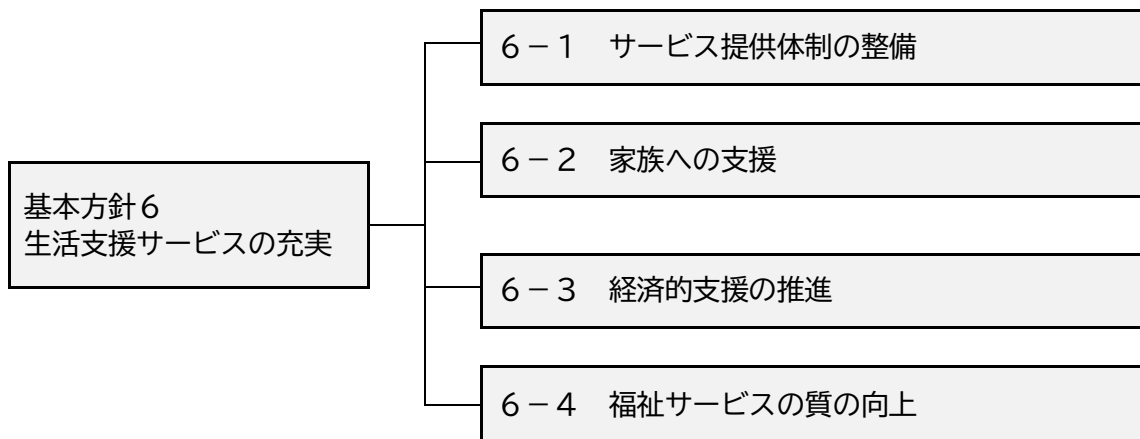 基本方針６
生活支援サービスの充実
６－１　サービス提供体制の整備
６－２　家族への支援
６－３　経済的支援の推進
６－４　福祉サービスの質の向上